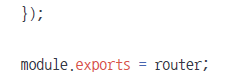 });
module.exports = router;